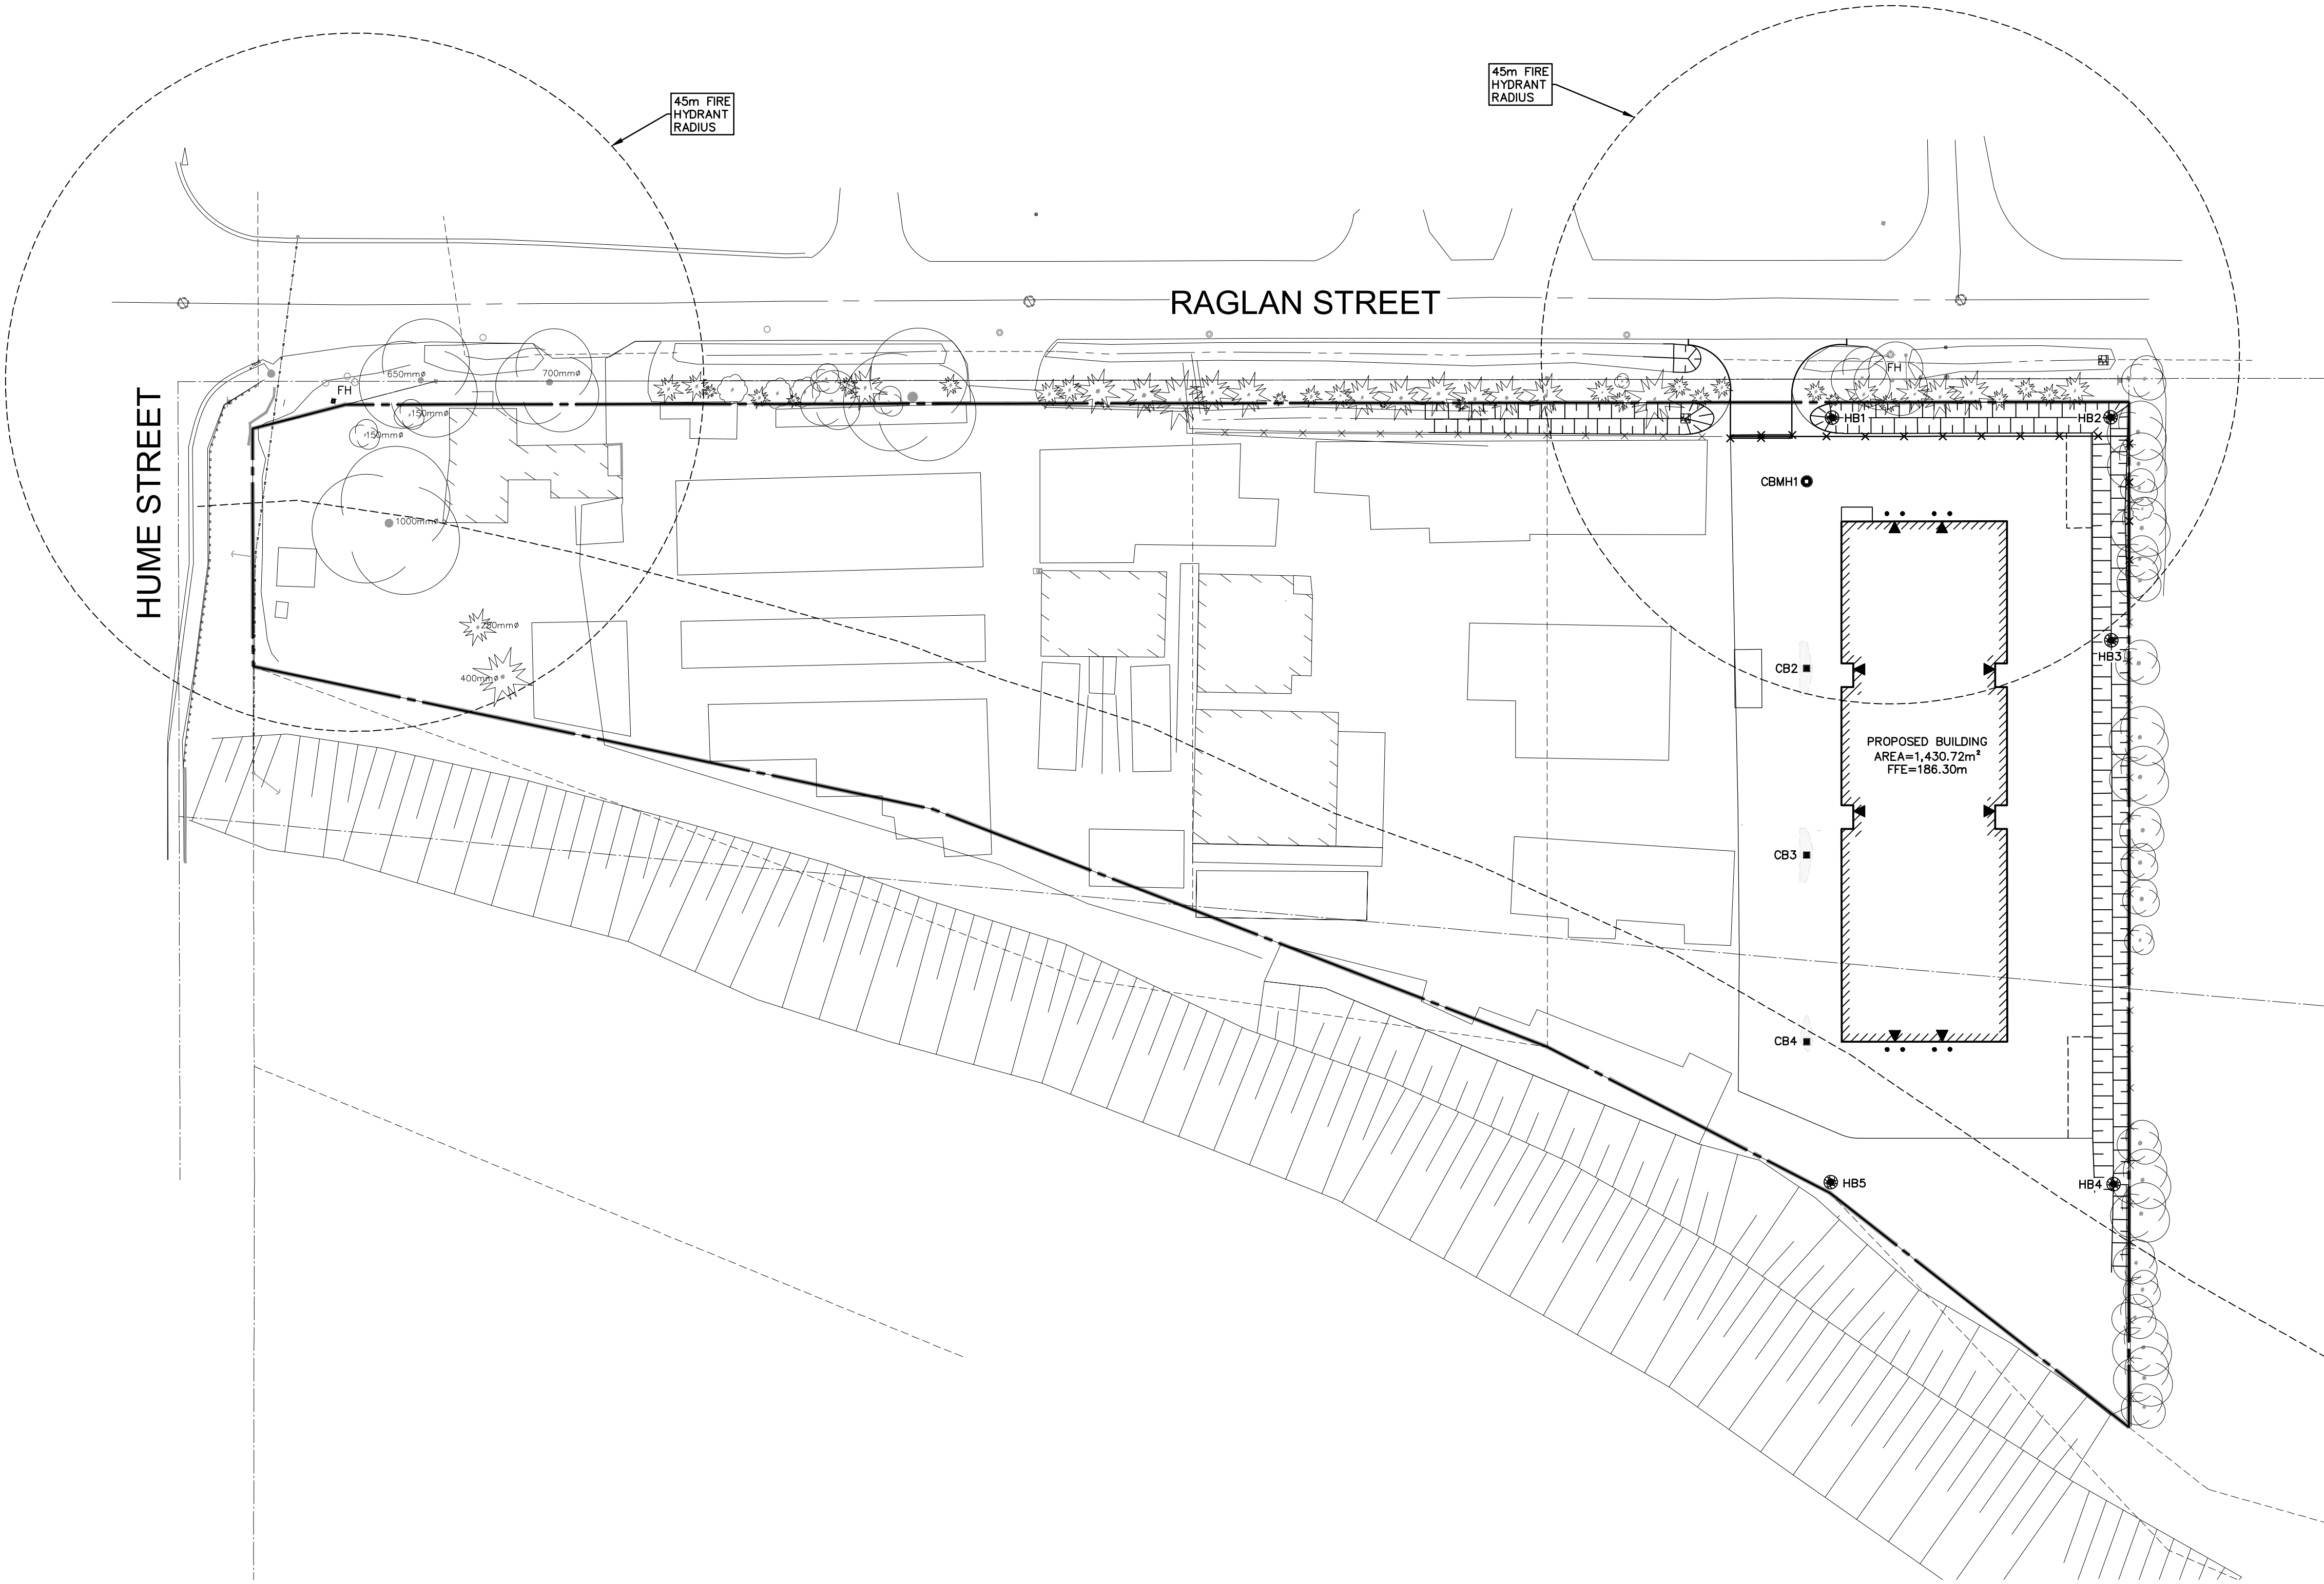 45m FIRE
HYDRANT
RADIUS
45m FIRE
HYDRANT
RADIUS
RAGLAN STREET
HUME STREET
FH
650mmø
700mmø
150mmø
150mmø
1000mmø
400mmø
FH
HB1
HB2
CBMH1
HB3
CB2
PROPOSED BUILDING
AREA=1,430.72m²
FFE=186.30m
CB3
CB4
HB5
HB4